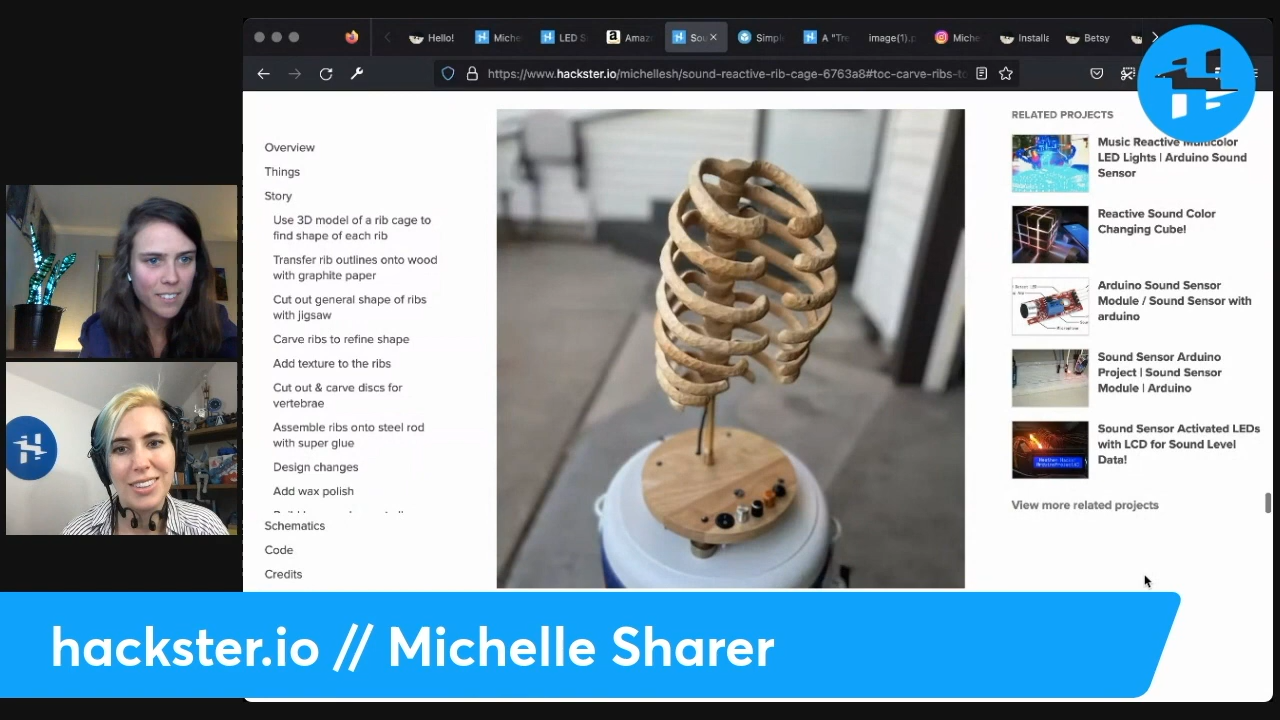 Hello!
Miche
LED S
Amaz
Sou
Simpl
A "Tre
image(1).p
Miche
Installa
Betsy
https://www.hackster.io/michellesh/sound-reactive-rib-cage-6763a8#toc-carve-ribs-to
Overview
Things
Story
Use 3D model of a rib cage to
find shape of each rib
Transfer rib outlines onto wood
with graphite paper
Cut out general shape of ribs
with jigsaw
Carve ribs to refine shape
Add texture to the ribs
Cut out & carve discs for
vertebrae
Assemble ribs onto steel rod
with super glue
Design changes
Add wax polish
Schematics
Code
Credits
RELATED PROJECTS
Music Reactive Multicolor
LED Lights | Arduino Sound
Sensor
Reactive Sound Color
Changing Cube!
Arduino Sound Sensor
Module / Sound Sensor with
arduino
Sound Sensor Arduino
Project | Sound Sensor
Module | Arduino
Sound Sensor Activated LEDs
with LCD for Sound Level
Data!
View more related projects
hackster.io // Michelle Sharer